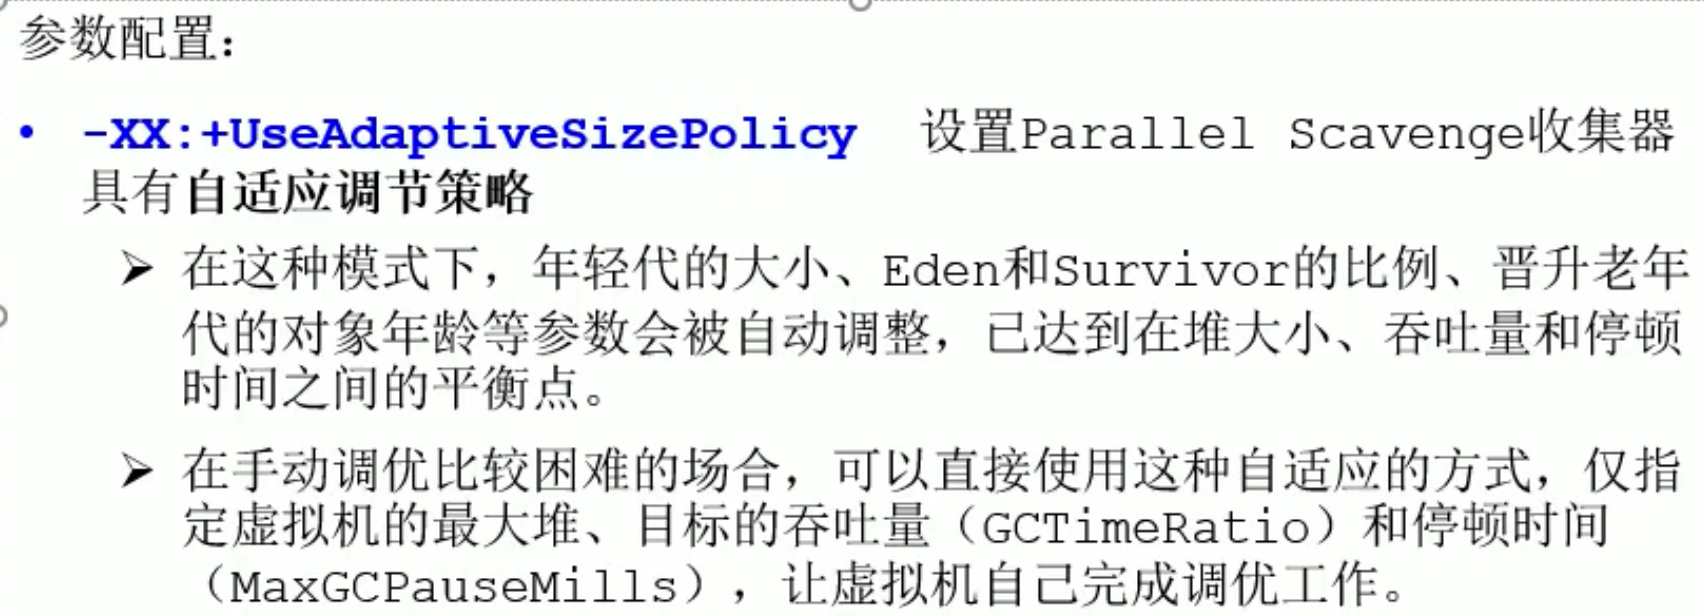 参数配置：
• -XX:+UseAdaptiveSizePolicy 设置Parallel Scavenge收集器
具有自适应调节策略
➢ 在这种模式下，年轻代的大小、Eden和Survivor的比例、晋升老年
代的对象年龄等参数会被自动调整，已达到在堆大小、吞吐量和停顿
时间之间的平衡点。
➢ 在手动调优比较困难的场合，可以直接使用这种自适应的方式，仅指
定虚拟机的最大堆、目标的吞吐量（GCTimeRatio）和停顿时间
（MaxGCPauseMills），让虚拟机自己完成调优工作。